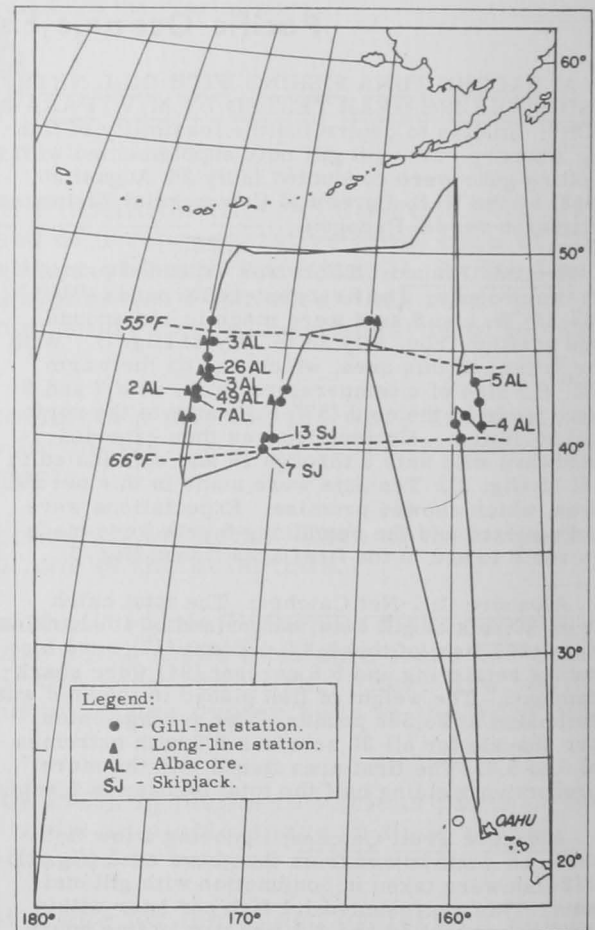 60°
50°
55°F
3 AL
26 AL
5 AL
3 AL
2 AL
49 AL
7 AL
4 AL
13 SJ
40°
66°F
7 SJ
30°
Legend:
● - Gill-net station.
▲ - Long-line station.
AL - Albacore.
SJ - Skipjack.
OAHU
20°
180°
170°
160°